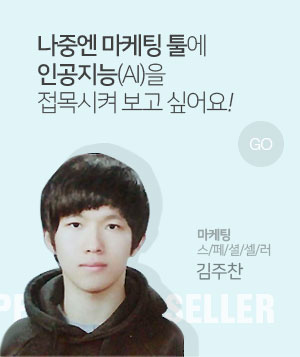 나중엔 마케팅 툴에
인공지능(AI)을
접목시켜 보고 싶어요!
GO
마케팅
스/페/셜/셀/러
김주찬
SELLER